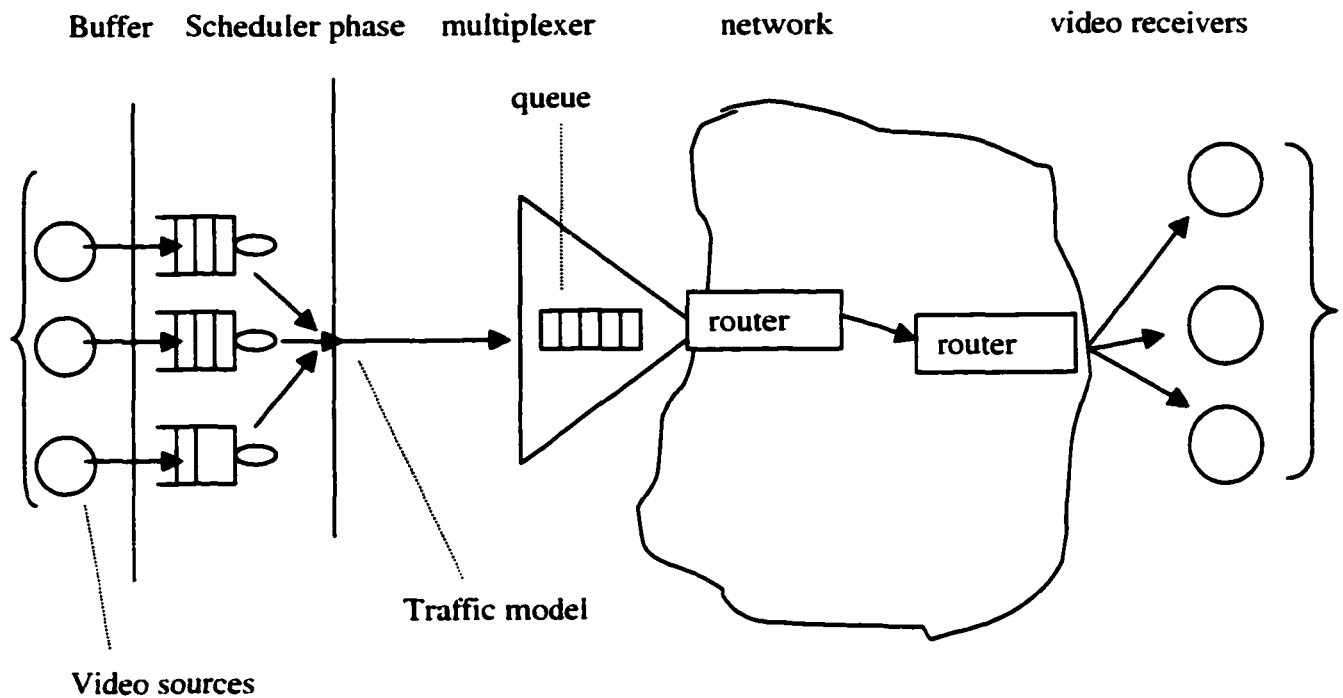 Buffer
Scheduler phase
multiplexer
network
video receivers
queue
router
router
Traffic model
Video sources